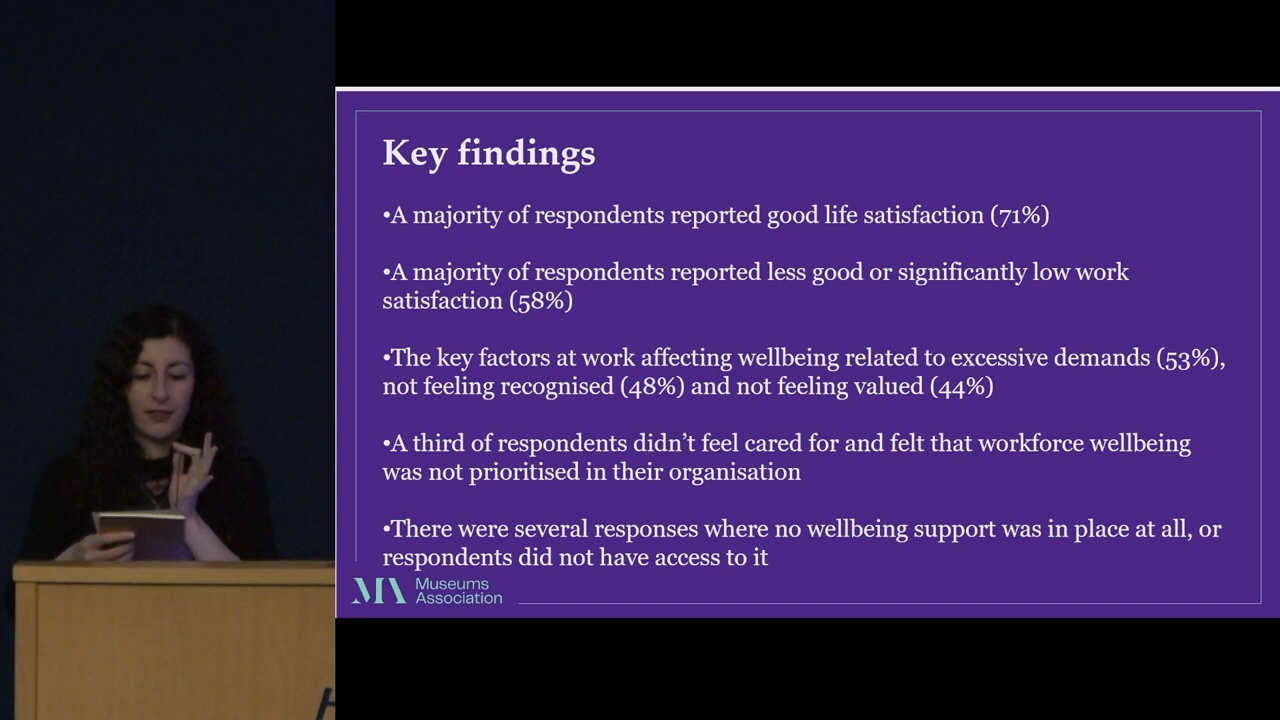 Key findings
•A majority of respondents reported good life satisfaction (71%)
•A majority of respondents reported less good or significantly low work
satisfaction (58%)
•The key factors at work affecting wellbeing related to excessive demands (53%),
not feeling recognised (48%) and not feeling valued (44%)
•A third of respondents didn’t feel cared for and felt that workforce wellbeing
was not prioritised in their organisation
•There were several responses where no wellbeing support was in place at all, or
respondents did not have access to it
MA Museums
Association